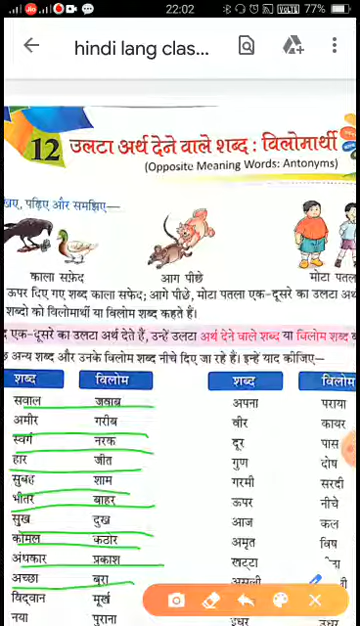 22:02
VOLTE 77%
hindi lang clas...
12 उलटा अर्थ देने वाले शब्द : विलोमार्थी
(Opposite Meaning Words: Antonyms)
पढ़िए और समझिए—
काला सफ़ेद आग पीछे मोटा पतल
ऊपर दिए गए शब्द काला सफेद; आगे पीछे, मोटा पतला एक-दूसरे का उलटा अर्थ
शब्दो को विलोमार्थी या विलोम शब्द कहते हैं।
एक-दूसरे का उलटा अर्थ देते हैं, उन्हें उलटा अर्थ देने वाले शब्द या विलोम शब्द
अन्य शब्द और उनके विलोम शब्द नीचे दिए जा रहे हैं। इन्हें याद कीजिए—
शब्द विलोम शब्द विलोम
सवाल जवाब अपना पराया
अमीर गरीब वीर कायर
स्वर्ग नरक दूर पास
हार जीत गुण दोष
सुबह शाम गरमी सरदी
भीतर बाहर ऊपर नीचे
सुख दुख आज कल
कोमल कठोर अमृत विष
अंधकार प्रकाश खट्टा
अच्छा बुरा असली
विद्वान मूर्ख
नया पुराना इधर उधर